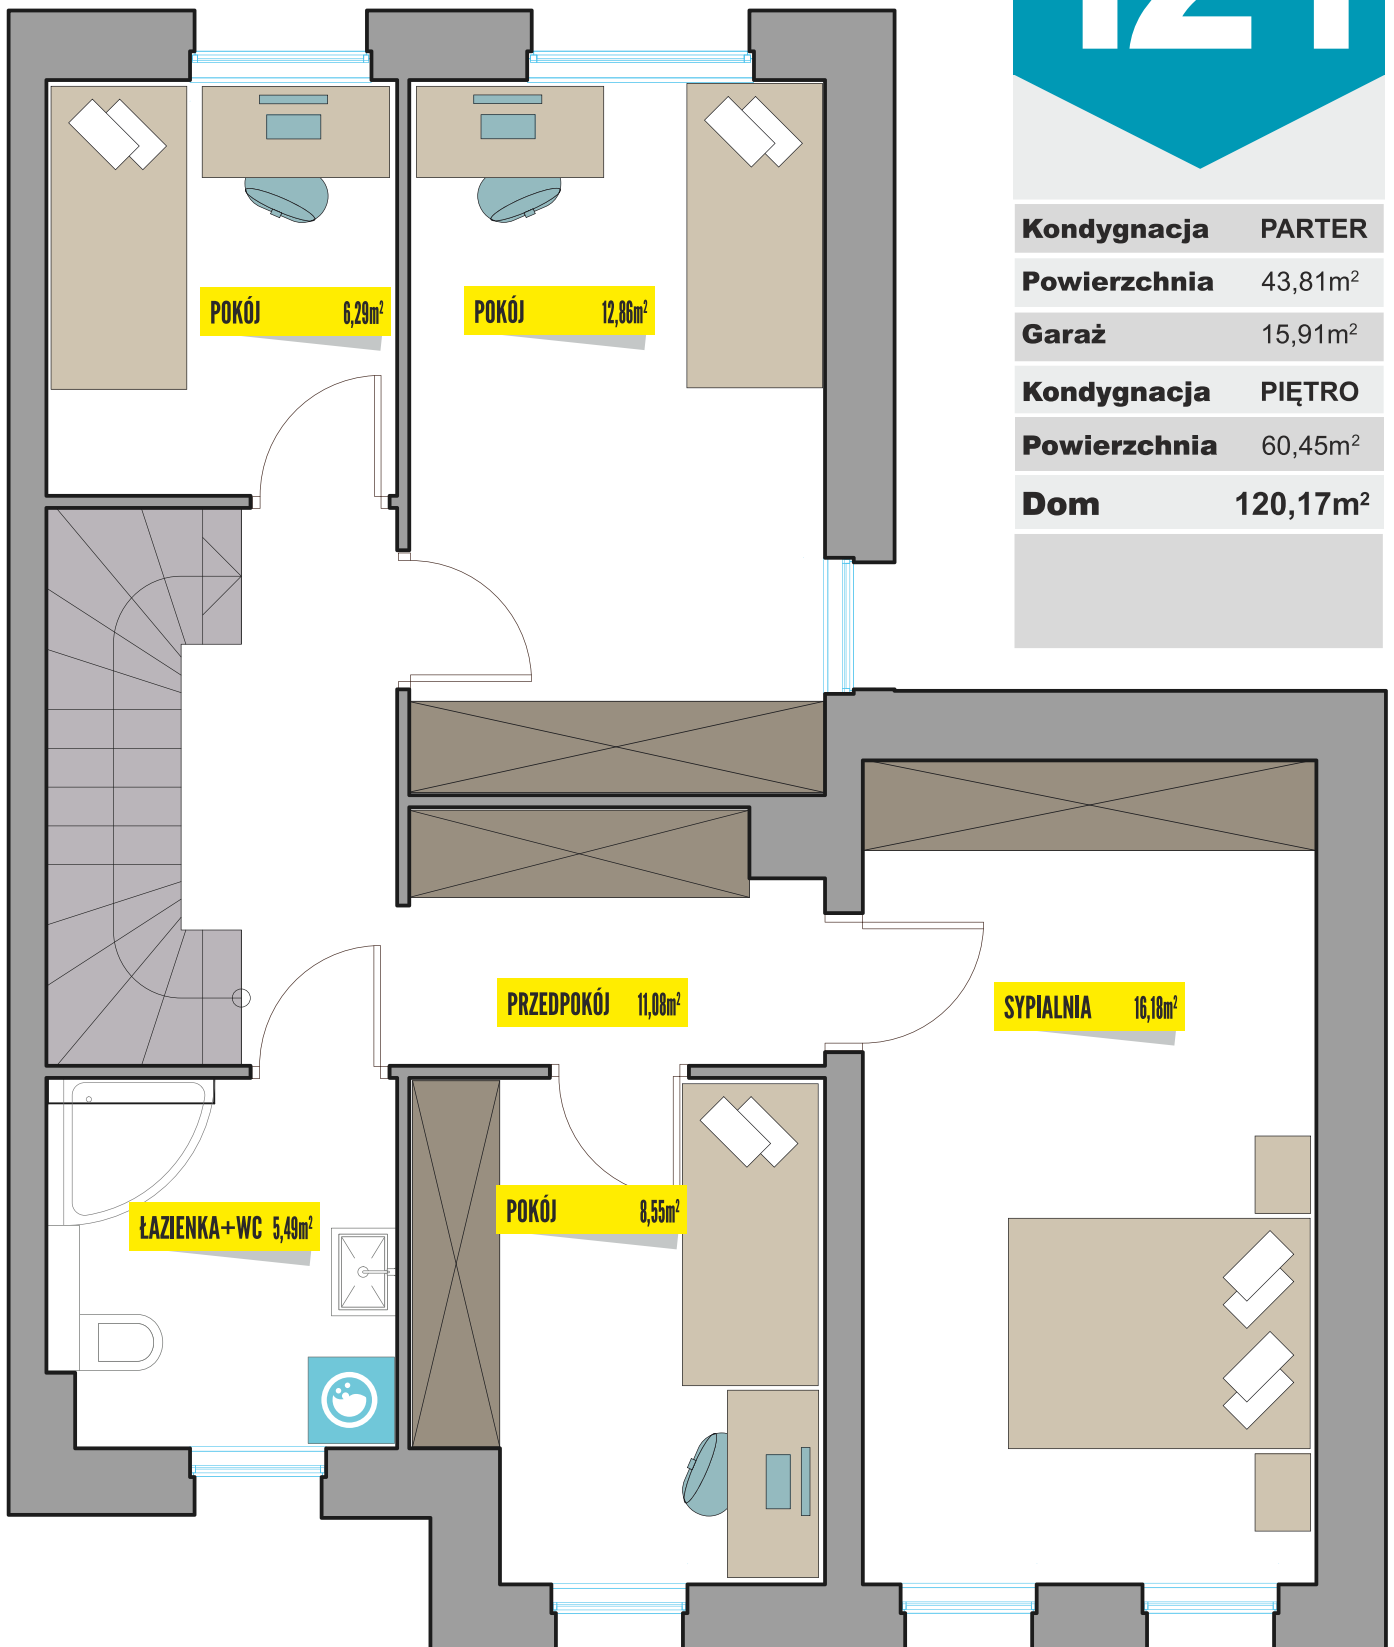 Kondygnacja PARTER
Powierzchnia 43,81m²
Garaż 15,91m²
Kondygnacja PIĘTRO
Powierzchnia 60,45m²
Dom 120,17m²
POKÓJ 6,29m²
POKÓJ 12,86m²
PRZEDPOKÓJ 11,08m²
SYPIALNIA 16,18m²
ŁAZIENKA+WC 5,49m²
POKÓJ 8,55m²